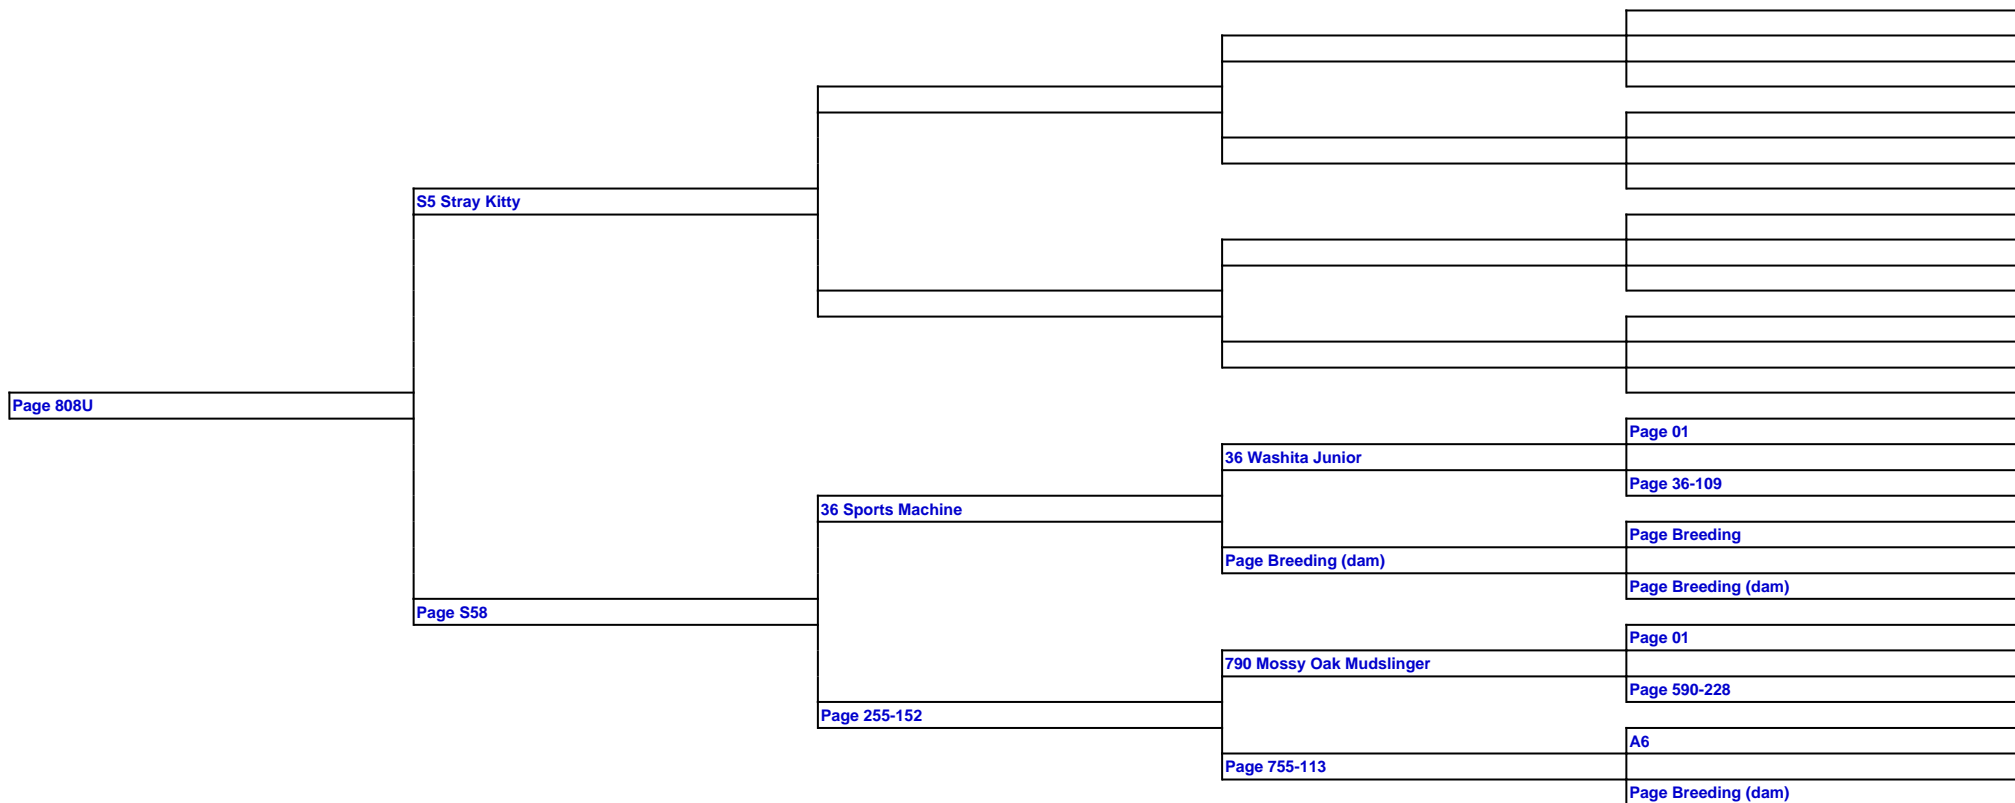 S5 Stray Kitty
Page 808U
Page 01
36 Washita Junior
Page 36-109
36 Sports Machine
Page Breeding
Page Breeding (dam)
Page Breeding (dam)
Page S58
Page 01
790 Mossy Oak Mudslinger
Page 590-228
Page 255-152
A6
Page 755-113
Page Breeding (dam)